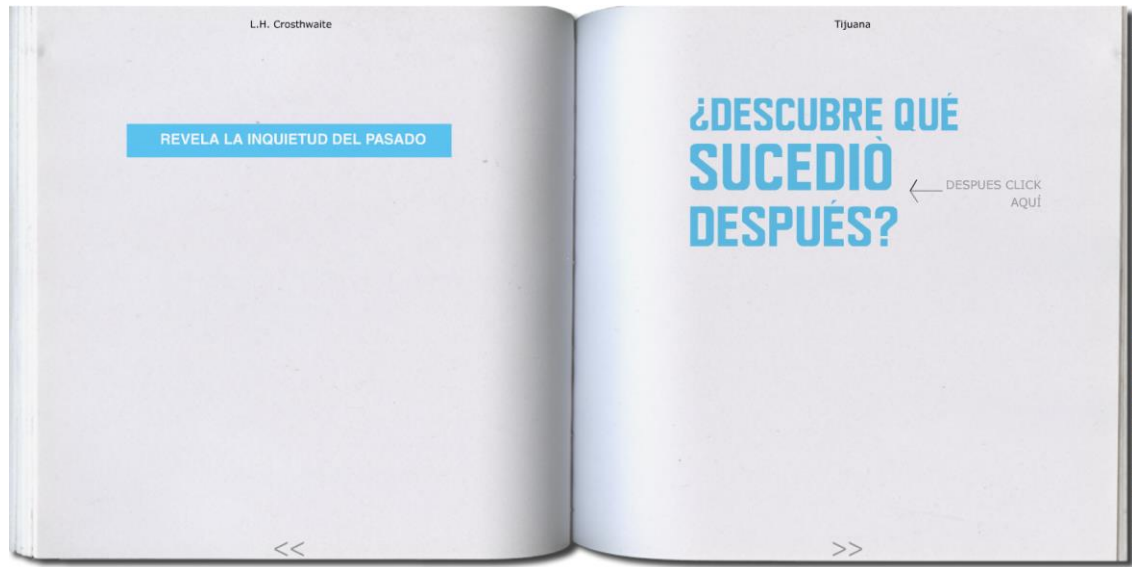 L.H. Crosthwaite
REVELA LA INQUIETUD DEL PASADO
<<
Tijuana
¿DESCUBRE QUÉ
SUCEDIÒ
DESPUÉS?
DESPUES CLICK
AQUÍ
>>